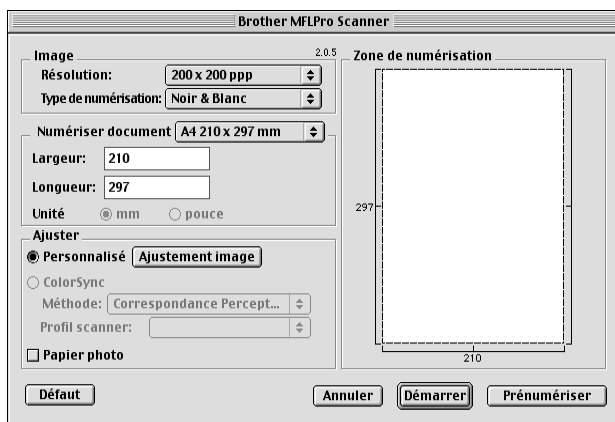 Brother MFLPro Scanner
Image
2.0.5
Résolution: 200 x 200 ppp
Type de numérisation: Noir & Blanc
Numériser document A4 210 x 297 mm
Largeur: 210
Longueur: 297
Unité mm pouce
Ajuster
Personnalisé Ajustement image
ColorSync
Méthode: Correspondance Percept...
Profil scanner:
Papier photo
Zone de numérisation
297
210
Défaut
Annuler
Démarrer
Prénumériser